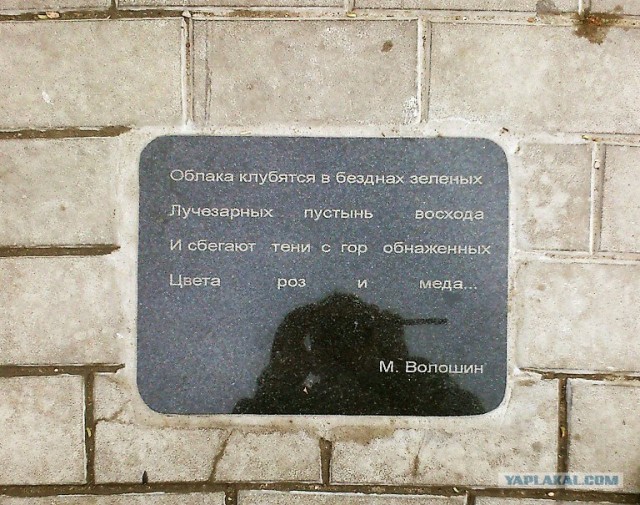 Облака клубятся в безднах зеленых
Лучезарных пустынь восхода
И сбегают тени с гор обнаженных
Цвета роз и меда...
М. Волошин
YAPLAKAL.COM